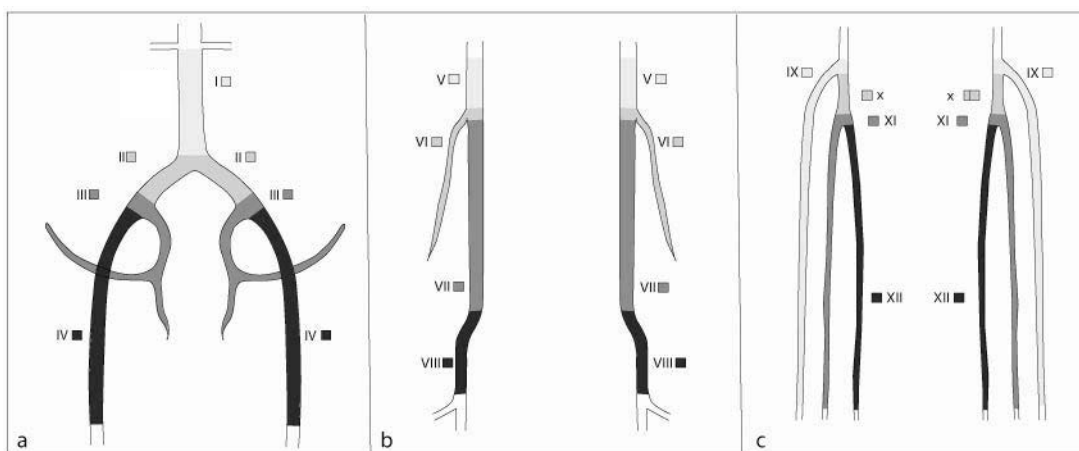 I
II II
III III
IV IV
a
V V
VI VI
VII VII
VIII VIII
b
IX IX
x x
XI XI
XII XII
c